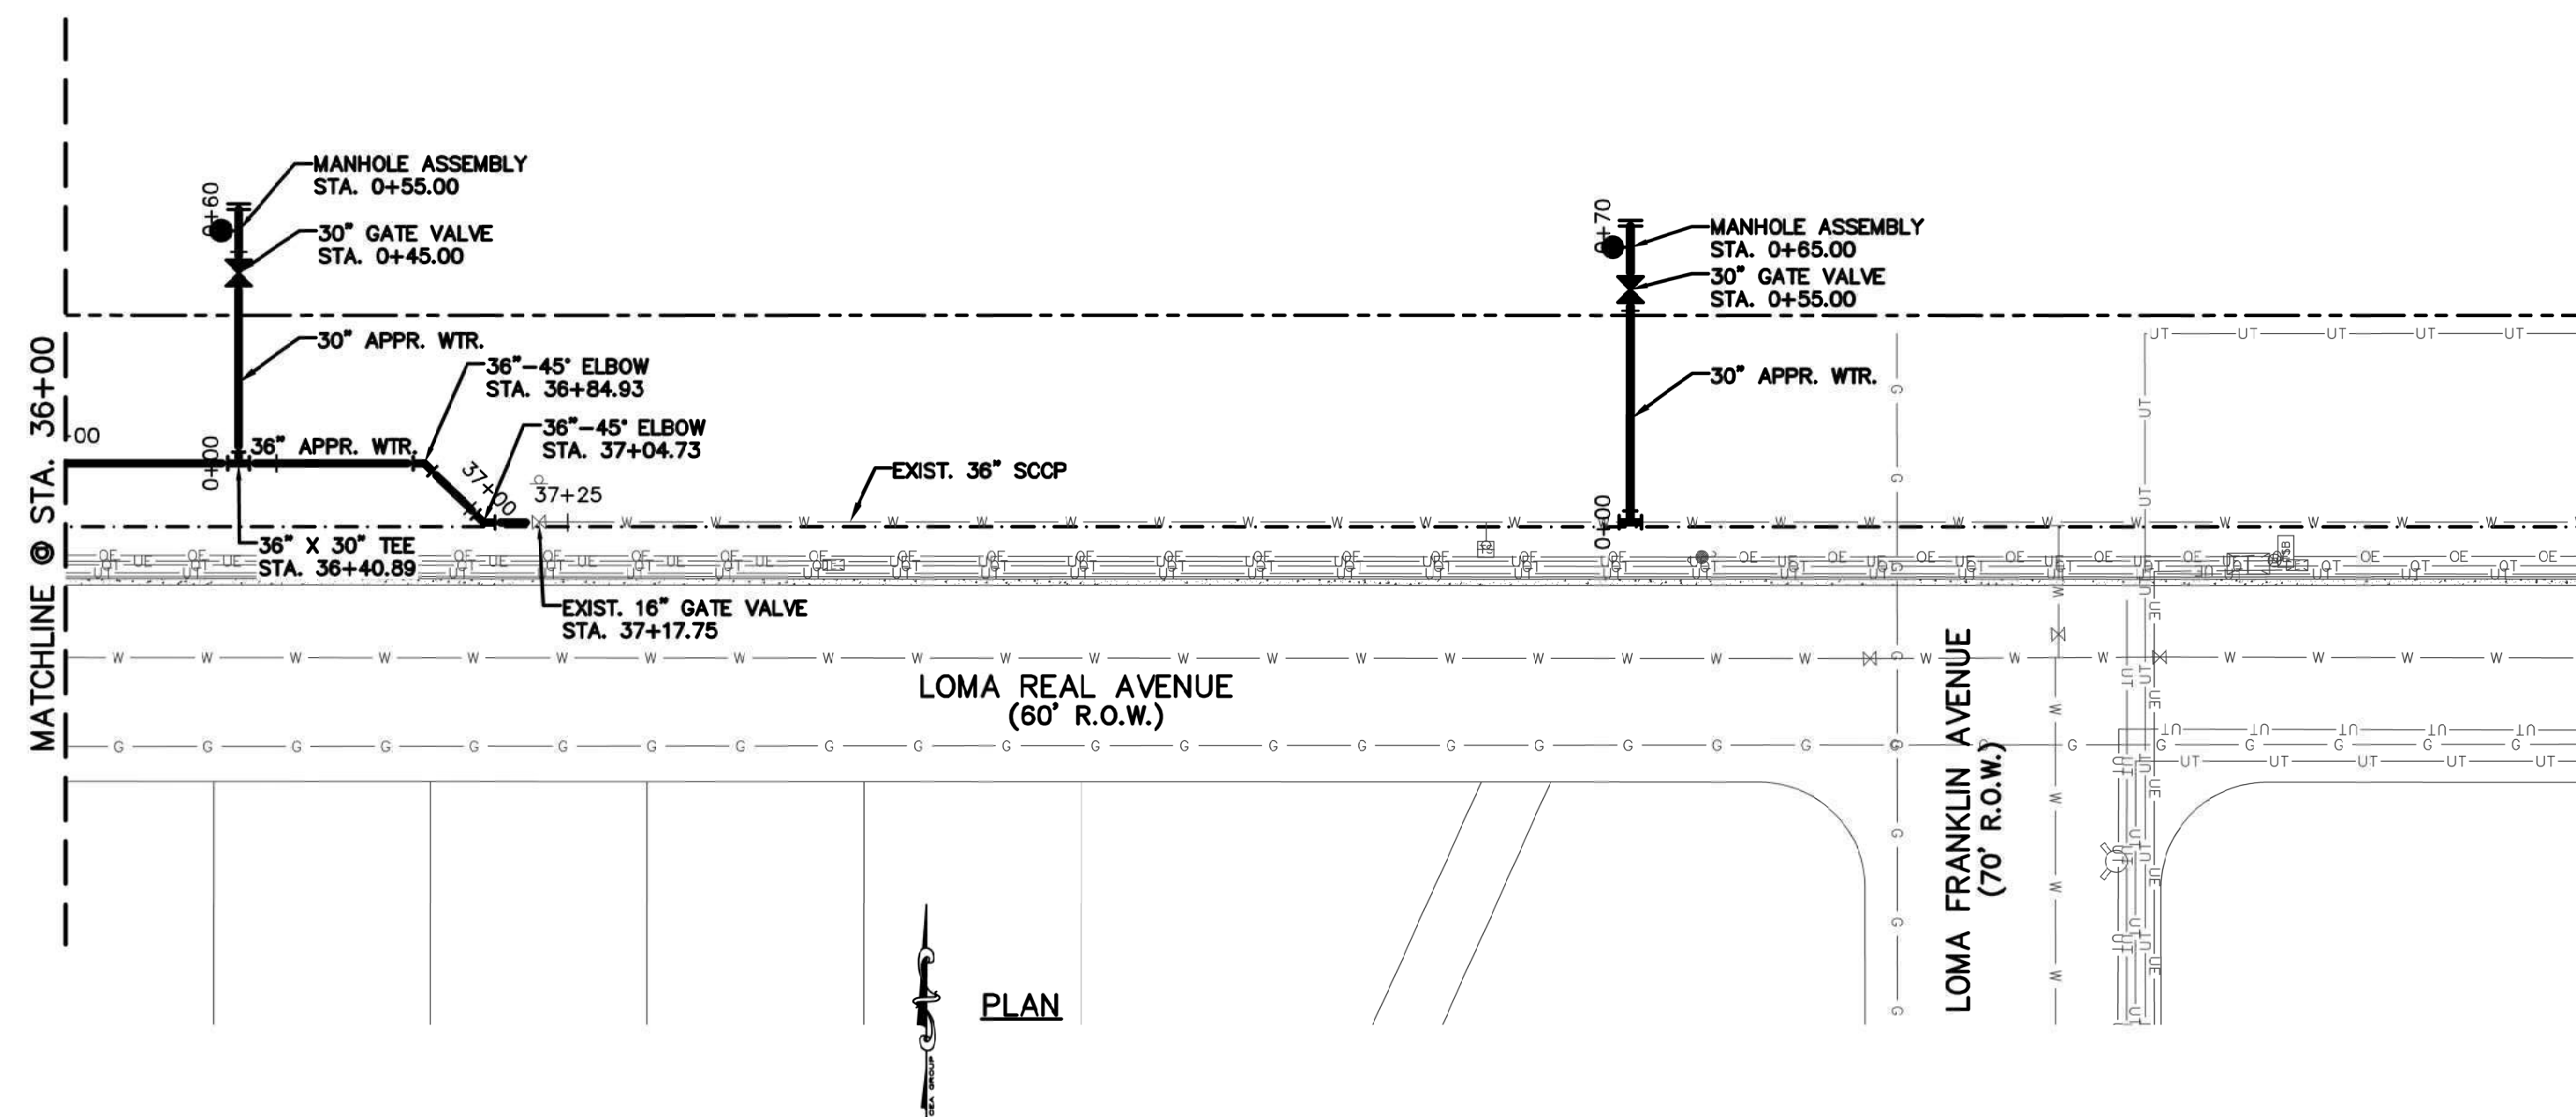 MANHOLE ASSEMBLY
STA. 0+55.00
0+60
30" GATE VALVE
STA. 0+45.00
30" APPR. WTR.
36"-45° ELBOW
STA. 36+84.93
36"-45° ELBOW
STA. 37+04.73
36" APPR. WTR.
MATCHLINE @ STA. 36+00
+00
0+00
37+00
37+25
EXIST. 36" SCCP
36" X 30" TEE
STA. 36+40.89
EXIST. 16" GATE VALVE
STA. 37+17.75
0+70
MANHOLE ASSEMBLY
STA. 0+65.00
30" GATE VALVE
STA. 0+55.00
30" APPR. WTR.
0+00
LOMA REAL AVENUE
(60' R.O.W.)
LOMA FRANKLIN AVENUE
(70' R.O.W.)
PLAN
CEA GROUP